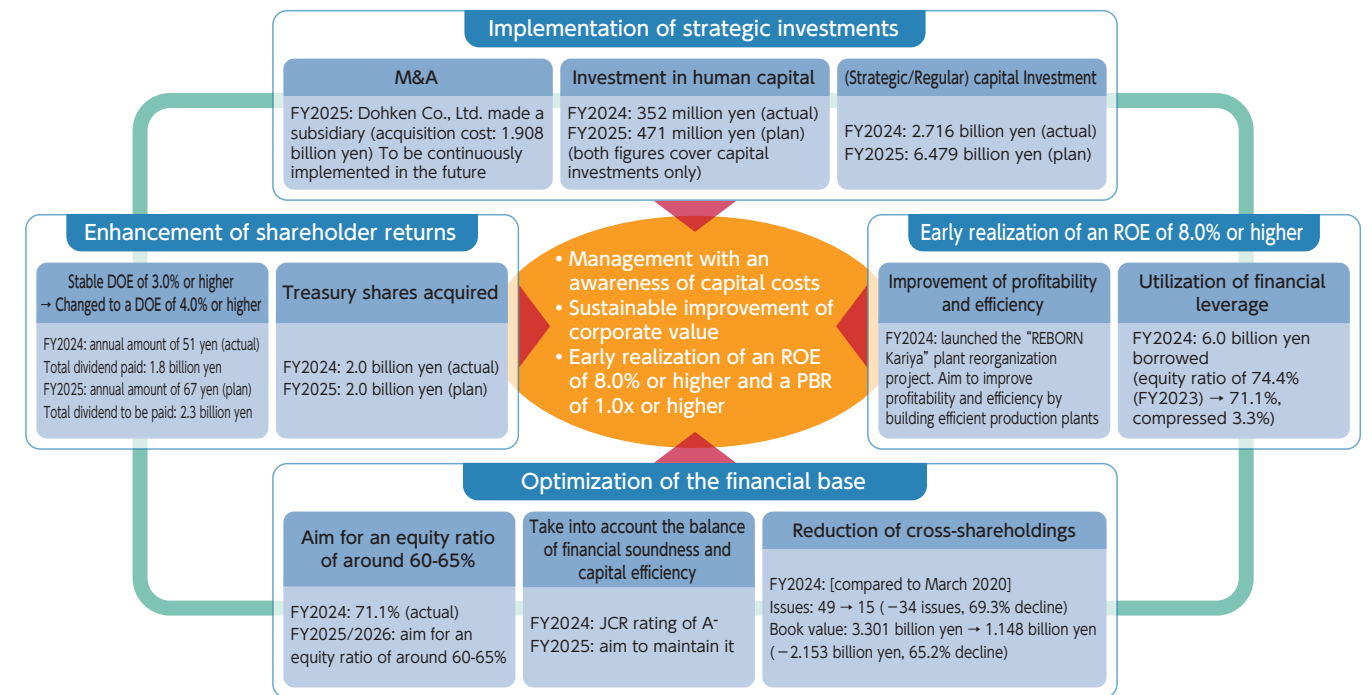 Implementation of strategic investments
M&A
FY2025: Dohken Co., Ltd. made a
subsidiary (acquisition cost: 1.908
billion yen) To be continuously
implemented in the future
Investment in human capital
FY2024: 352 million yen (actual)
FY2025: 471 million yen (plan)
(both figures cover capital
investments only)
(Strategic/Regular) capital Investment
FY2024: 2.716 billion yen (actual)
FY2025: 6.479 billion yen (plan)
Enhancement of shareholder returns
Stable DOE of 3.0% or higher
→ Changed to a DOE of 4.0% or higher
FY2024: annual amount of 51 yen (actual)
Total dividend paid: 1.8 billion yen
FY2025: annual amount of 67 yen (plan)
Total dividend to be paid: 2.3 billion yen
Treasury shares acquired
FY2024: 2.0 billion yen (actual)
FY2025: 2.0 billion yen (plan)
• Management with an
awareness of capital costs
• Sustainable improvement of
corporate value
• Early realization of an ROE
of 8.0% or higher and a PBR
of 1.0x or higher
Early realization of an ROE of 8.0% or higher
Improvement of profitability
and efficiency
FY2024: launched the "REBORN
Kariya" plant reorganization
project. Aim to improve
profitability and efficiency by
building efficient production plants
Utilization of financial
leverage
FY2024: 6.0 billion yen
borrowed
(equity ratio of 74.4%
(FY2023) → 71.1%,
compressed 3.3%)
Optimization of the financial base
Aim for an equity ratio
of around 60-65%
FY2024: 71.1% (actual)
FY2025/2026: aim for an
equity ratio of around 60-65%
Take into account the balance
of financial soundness and
capital efficiency
FY2024: JCR rating of A-
FY2025: aim to maintain it
Reduction of cross-shareholdings
FY2024: [compared to March 2020]
Issues: 49 → 15 (−34 issues, 69.3% decline)
Book value: 3.301 billion yen → 1.148 billion yen
(−2.153 billion yen, 65.2% decline)